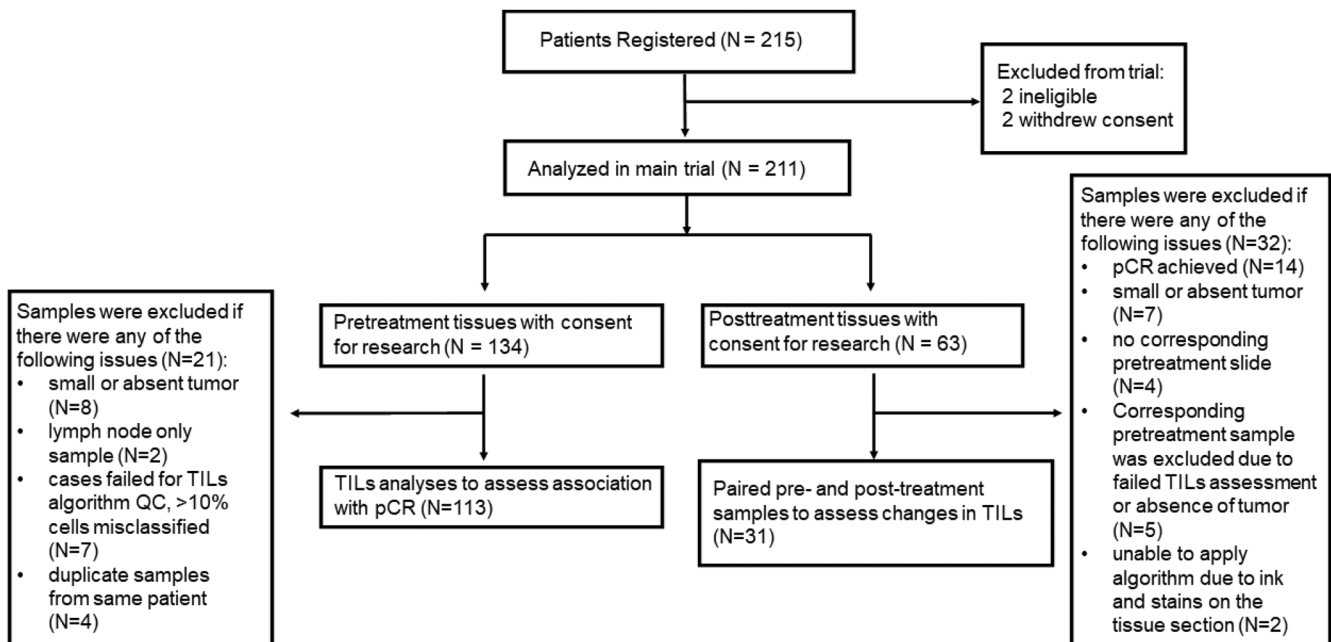 Patients Registered (N = 215)
Excluded from trial:
2 ineligible
2 withdrew consent
Analyzed in main trial (N = 211)
Samples were excluded if
there were any of the
following issues (N=21):
• small or absent tumor
(N=8)
• lymph node only
sample (N=2)
• cases failed for TILs
algorithm QC, >10%
cells misclassified
(N=7)
• duplicate samples
from same patient
(N=4)
Pretreatment tissues with consent
for research (N = 134)
TILs analyses to assess association
with pCR (N=113)
Posttreatment tissues with
consent for research (N = 63)
Paired pre- and post-treatment
samples to assess changes in TILs
(N=31)
Samples were excluded if
there were any of the
following issues (N=32):
• pCR achieved (N=14)
• small or absent tumor
(N=7)
• no corresponding
pretreatment slide
(N=4)
• Corresponding
pretreatment sample
was excluded due to
failed TILs assessment
or absence of tumor
(N=5)
• unable to apply
algorithm due to ink
and stains on the
tissue section (N=2)